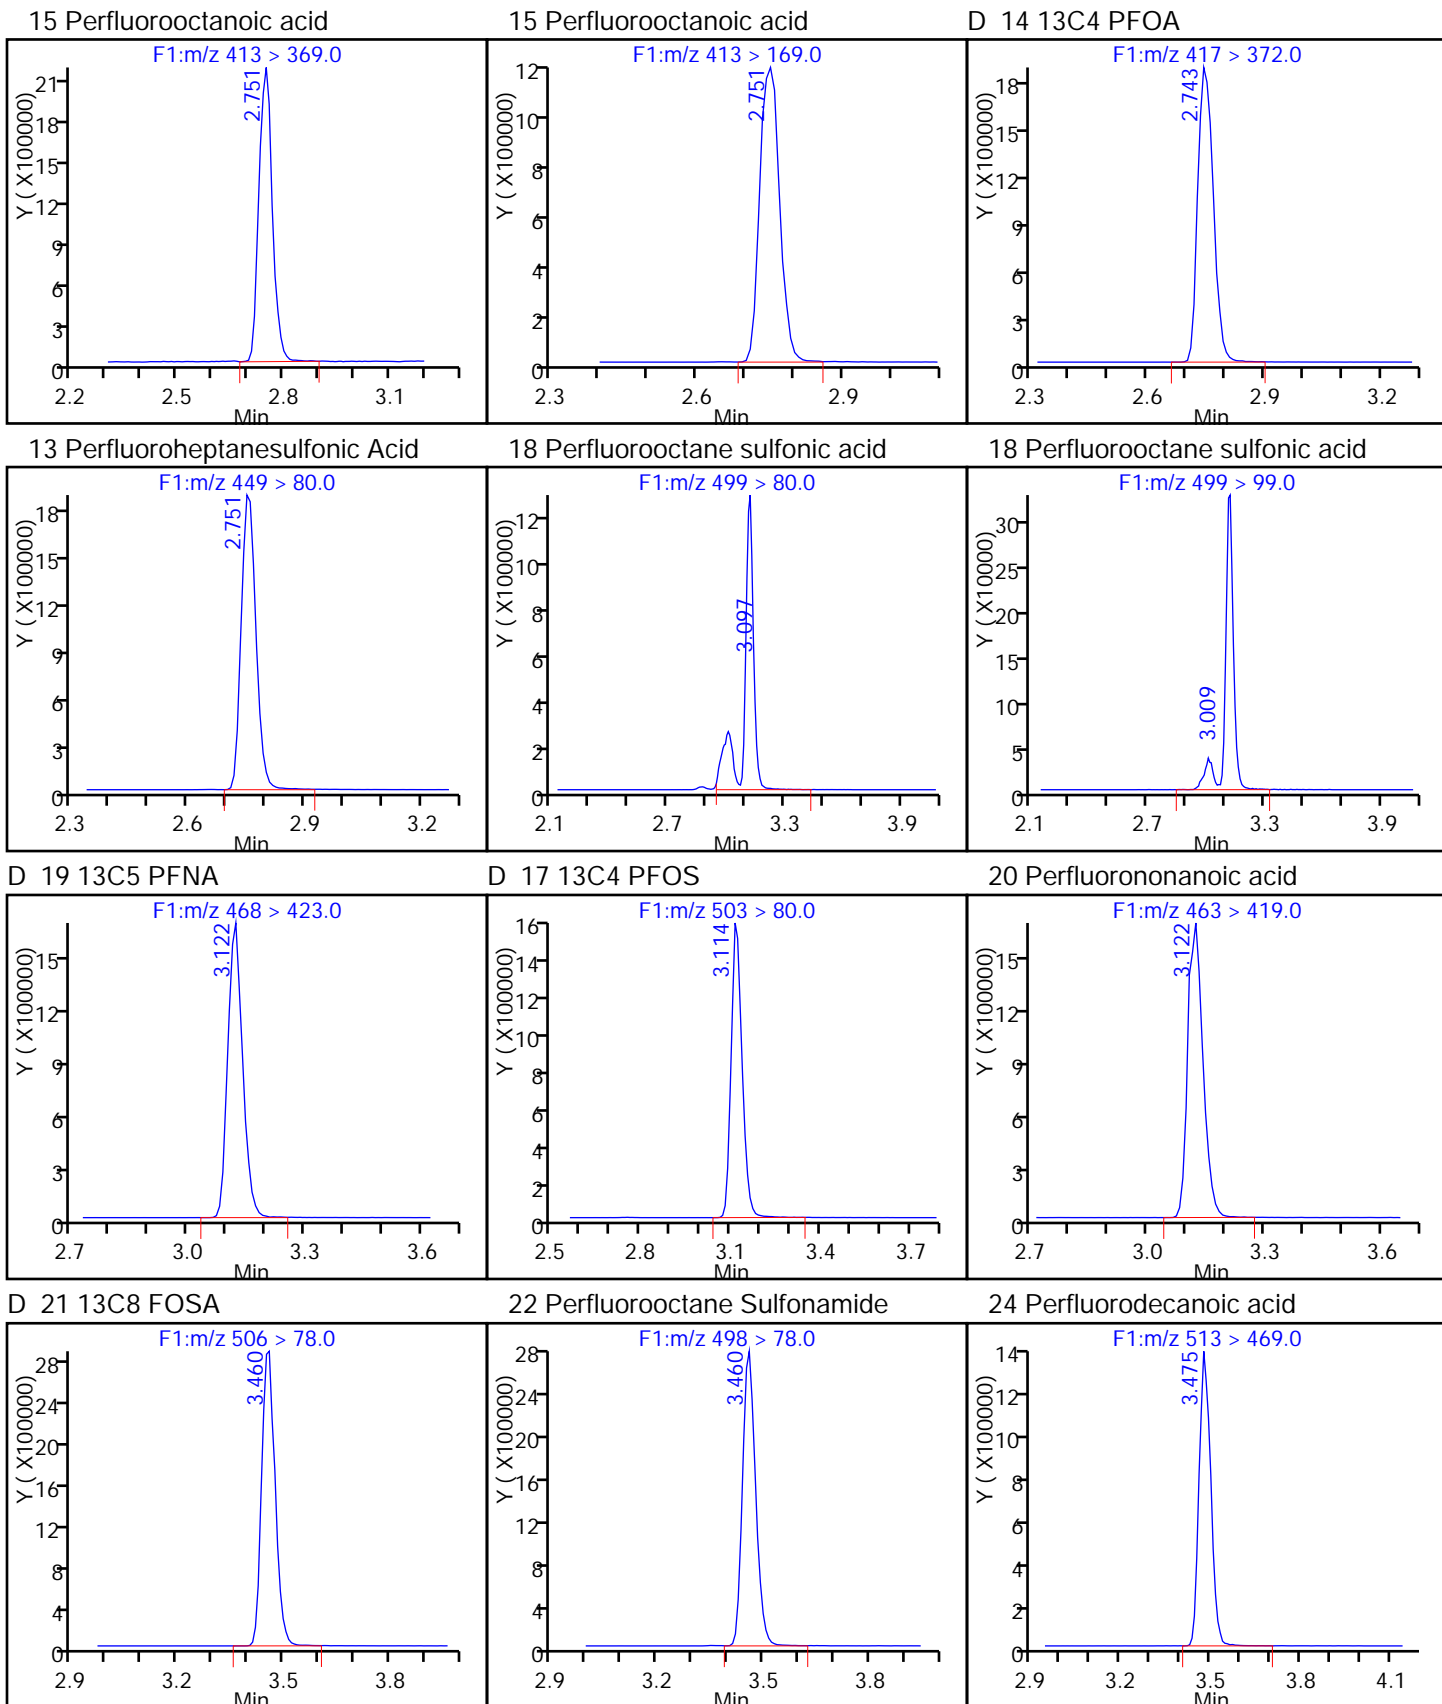 15 Perfluorooctanoic acid
F1:m/z 413 > 369.0
Y ( X100000)
21
18
15
12
9
6
3
0
2.751
2.2 2.5 2.8 3.1
Min
15 Perfluorooctanoic acid
F1:m/z 413 > 169.0
Y ( X100000)
12
10
8
6
4
2
0
2.751
2.3 2.6 2.9
Min
D 14 13C4 PFOA
F1:m/z 417 > 372.0
Y ( X100000)
18
15
12
9
6
3
0
2.743
2.3 2.6 2.9 3.2
Min
13 Perfluoroheptanesulfonic Acid
F1:m/z 449 > 80.0
Y ( X100000)
18
15
12
9
6
3
0
2.751
2.3 2.6 2.9 3.2
Min
18 Perfluorooctane sulfonic acid
F1:m/z 499 > 80.0
Y ( X100000)
12
10
8
6
4
2
0
3.097
2.1 2.7 3.3 3.9
Min
18 Perfluorooctane sulfonic acid
F1:m/z 499 > 99.0
Y ( X10000)
30
25
20
15
10
5
0
3.009
2.1 2.7 3.3 3.9
Min
D 19 13C5 PFNA
F1:m/z 468 > 423.0
Y ( X100000)
15
12
9
6
3
0
3.122
2.7 3.0 3.3 3.6
Min
D 17 13C4 PFOS
F1:m/z 503 > 80.0
Y ( X100000)
16
14
12
10
8
6
4
2
0
3.114
2.5 2.8 3.1 3.4 3.7
Min
20 Perfluorononanoic acid
F1:m/z 463 > 419.0
Y ( X100000)
15
12
9
6
3
0
3.122
2.7 3.0 3.3 3.6
Min
D 21 13C8 FOSA
F1:m/z 506 > 78.0
Y ( X100000)
28
24
20
16
12
8
4
0
3.460
2.9 3.2 3.5 3.8
Min
22 Perfluorooctane Sulfonamide
F1:m/z 498 > 78.0
Y ( X100000)
28
24
20
16
12
8
4
0
3.460
2.9 3.2 3.5 3.8
Min
24 Perfluorodecanoic acid
F1:m/z 513 > 469.0
Y ( X100000)
14
12
10
8
6
4
2
0
3.475
2.9 3.2 3.5 3.8 4.1
Min